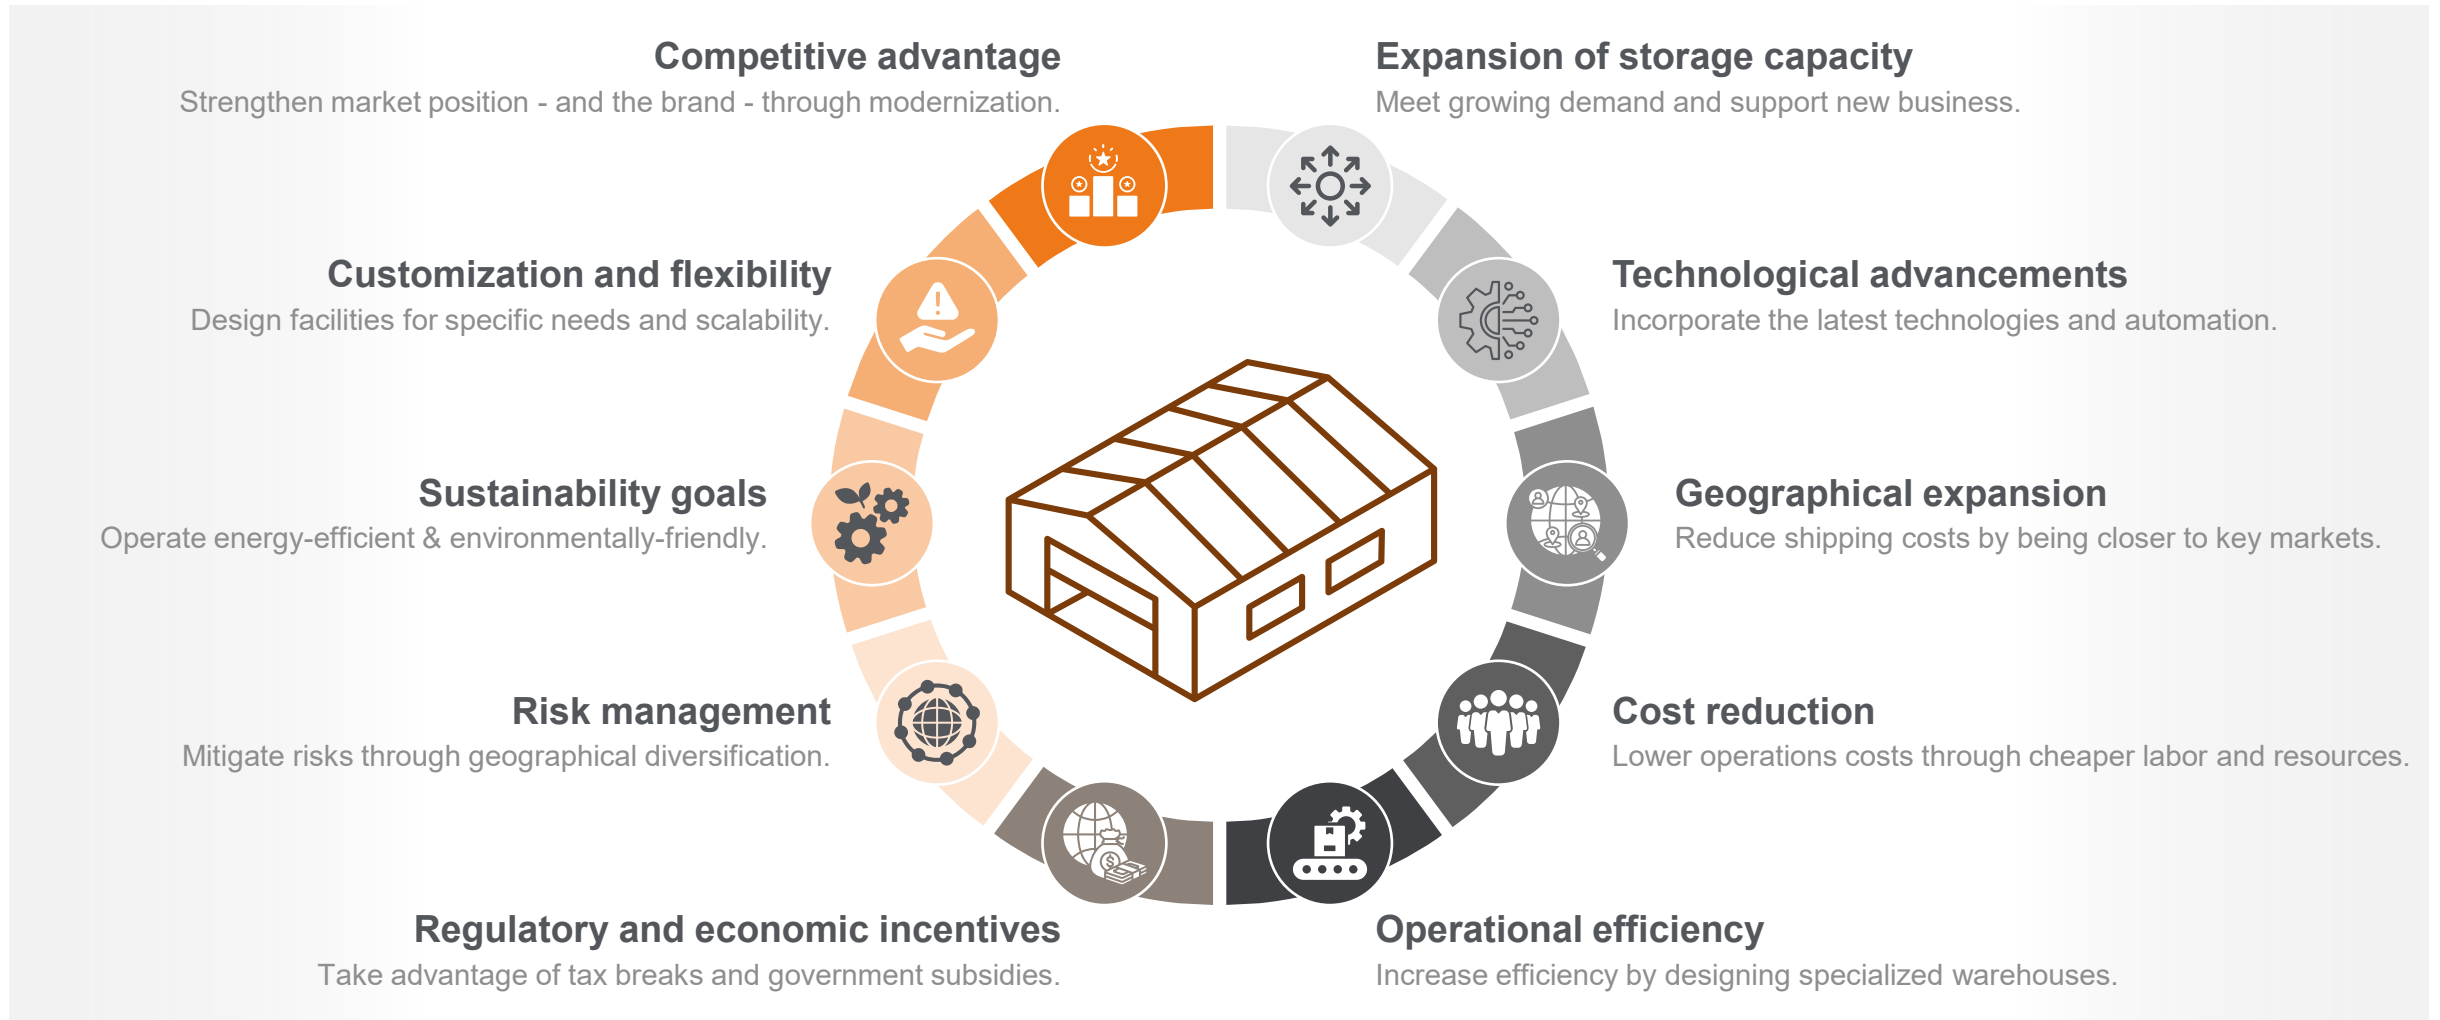 Competitive advantage
Strengthen market position - and the brand - through modernization.
Expansion of storage capacity
Meet growing demand and support new business.
Customization and flexibility
Design facilities for specific needs and scalability.
Technological advancements
Incorporate the latest technologies and automation.
Sustainability goals
Operate energy-efficient & environmentally-friendly.
Geographical expansion
Reduce shipping costs by being closer to key markets.
Risk management
Mitigate risks through geographical diversification.
Cost reduction
Lower operations costs through cheaper labor and resources.
Regulatory and economic incentives
Take advantage of tax breaks and government subsidies.
Operational efficiency
Increase efficiency by designing specialized warehouses.